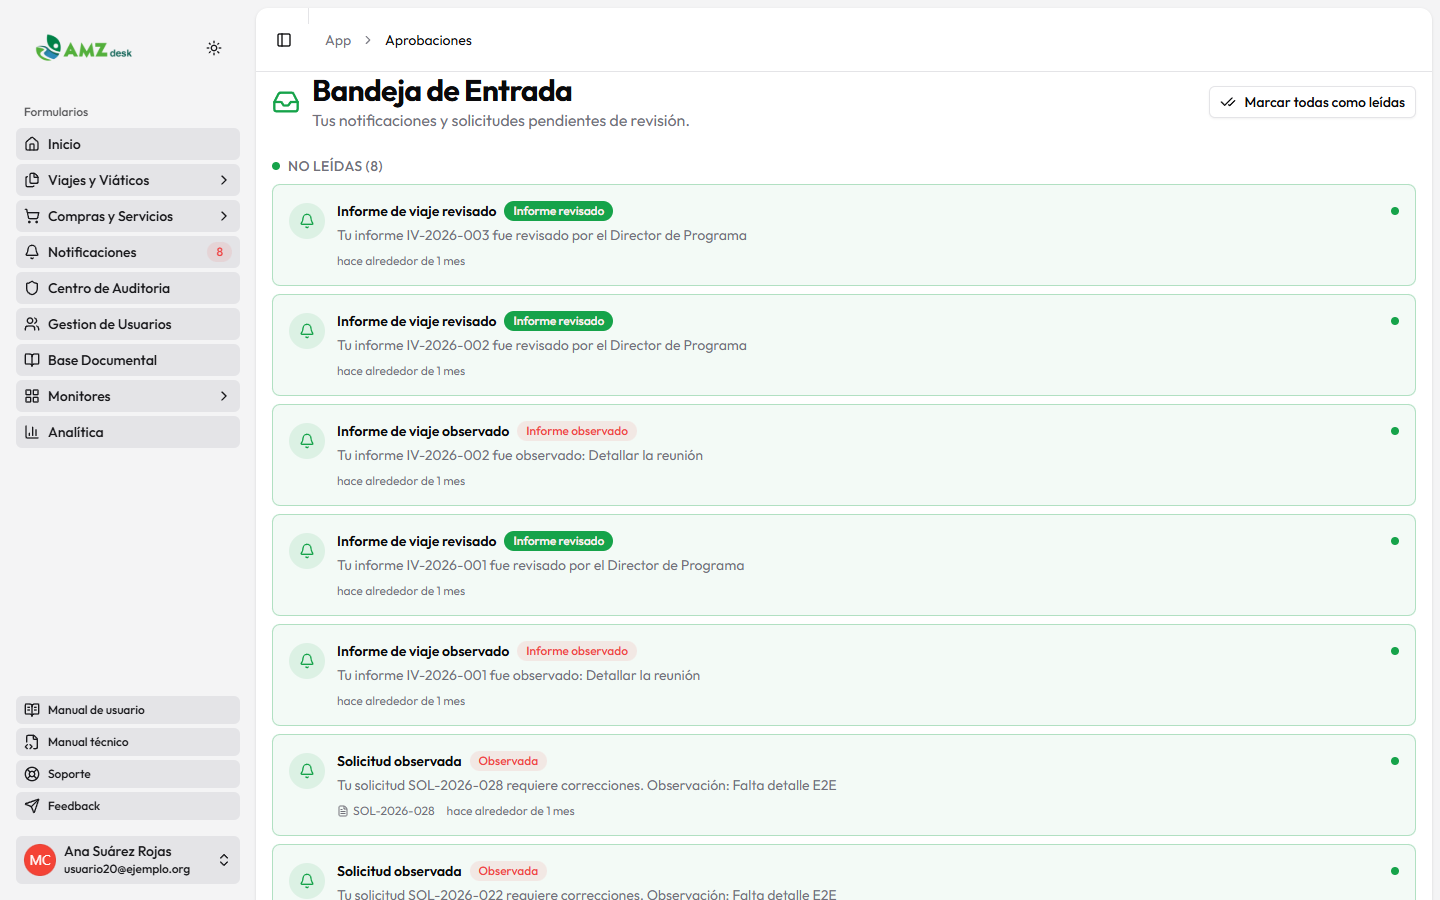 AMZ desk
Formularios
Inicio
Viajes y Viáticos
Compras y Servicios
Notificaciones 8
Centro de Auditoria
Gestion de Usuarios
Base Documental
Monitores
Analítica
Manual de usuario
Manual técnico
Soporte
Feedback
MC
Ana Suárez Rojas
usuario20@ejemplo.org
App > Aprobaciones
Bandeja de Entrada
Tus notificaciones y solicitudes pendientes de revisión.
Marcar todas como leídas
NO LEÍDAS (8)
Informe de viaje revisado Informe revisado
Tu informe IV-2026-003 fue revisado por el Director de Programa
hace alrededor de 1 mes
Informe de viaje revisado Informe revisado
Tu informe IV-2026-002 fue revisado por el Director de Programa
hace alrededor de 1 mes
Informe de viaje observado Informe observado
Tu informe IV-2026-002 fue observado: Detallar la reunión
hace alrededor de 1 mes
Informe de viaje revisado Informe revisado
Tu informe IV-2026-001 fue revisado por el Director de Programa
hace alrededor de 1 mes
Informe de viaje observado Informe observado
Tu informe IV-2026-001 fue observado: Detallar la reunión
hace alrededor de 1 mes
Solicitud observada Observada
Tu solicitud SOL-2026-028 requiere correcciones. Observación: Falta detalle E2E
SOL-2026-028 hace alrededor de 1 mes
Solicitud observada Observada
Tu solicitud SOL-2026-022 requiere correcciones. Observación: Falta detalle E2E